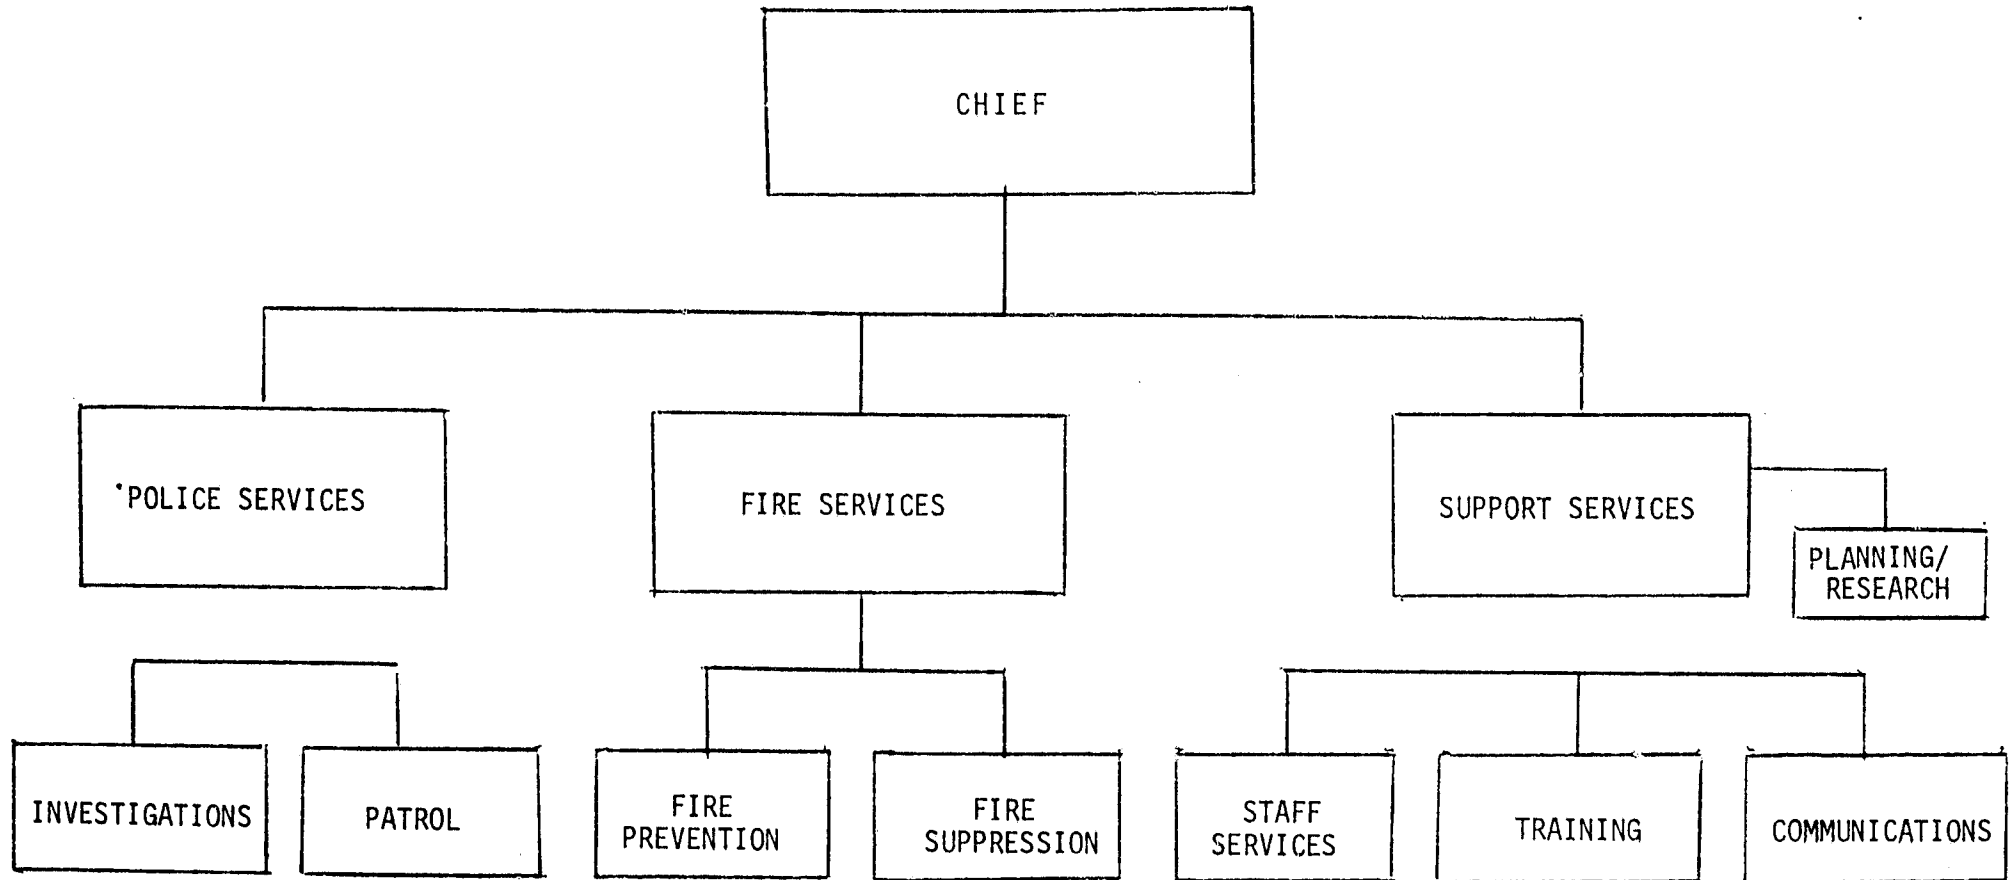 CHIEF
POLICE SERVICES
FIRE SERVICES
SUPPORT SERVICES
PLANNING/
RESEARCH
INVESTIGATIONS
PATROL
FIRE
PREVENTION
FIRE
SUPPRESSION
STAFF
SERVICES
TRAINING
COMMUNICATIONS